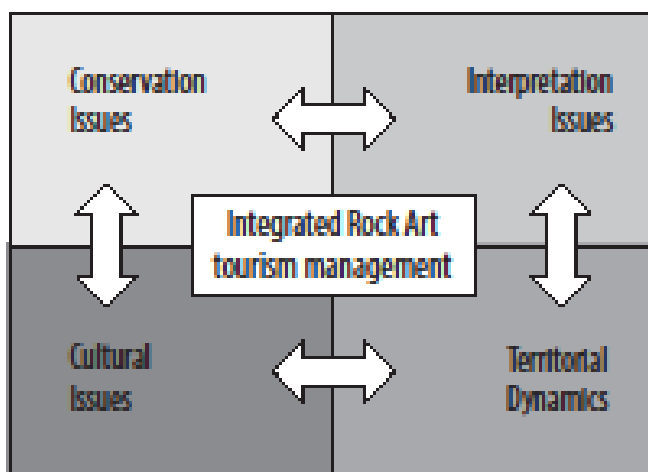 Conservation
Issues
Interpretation
Issues
Integrated Rock Art
tourism management
Cultural
Issues
Territorial
Dynamics